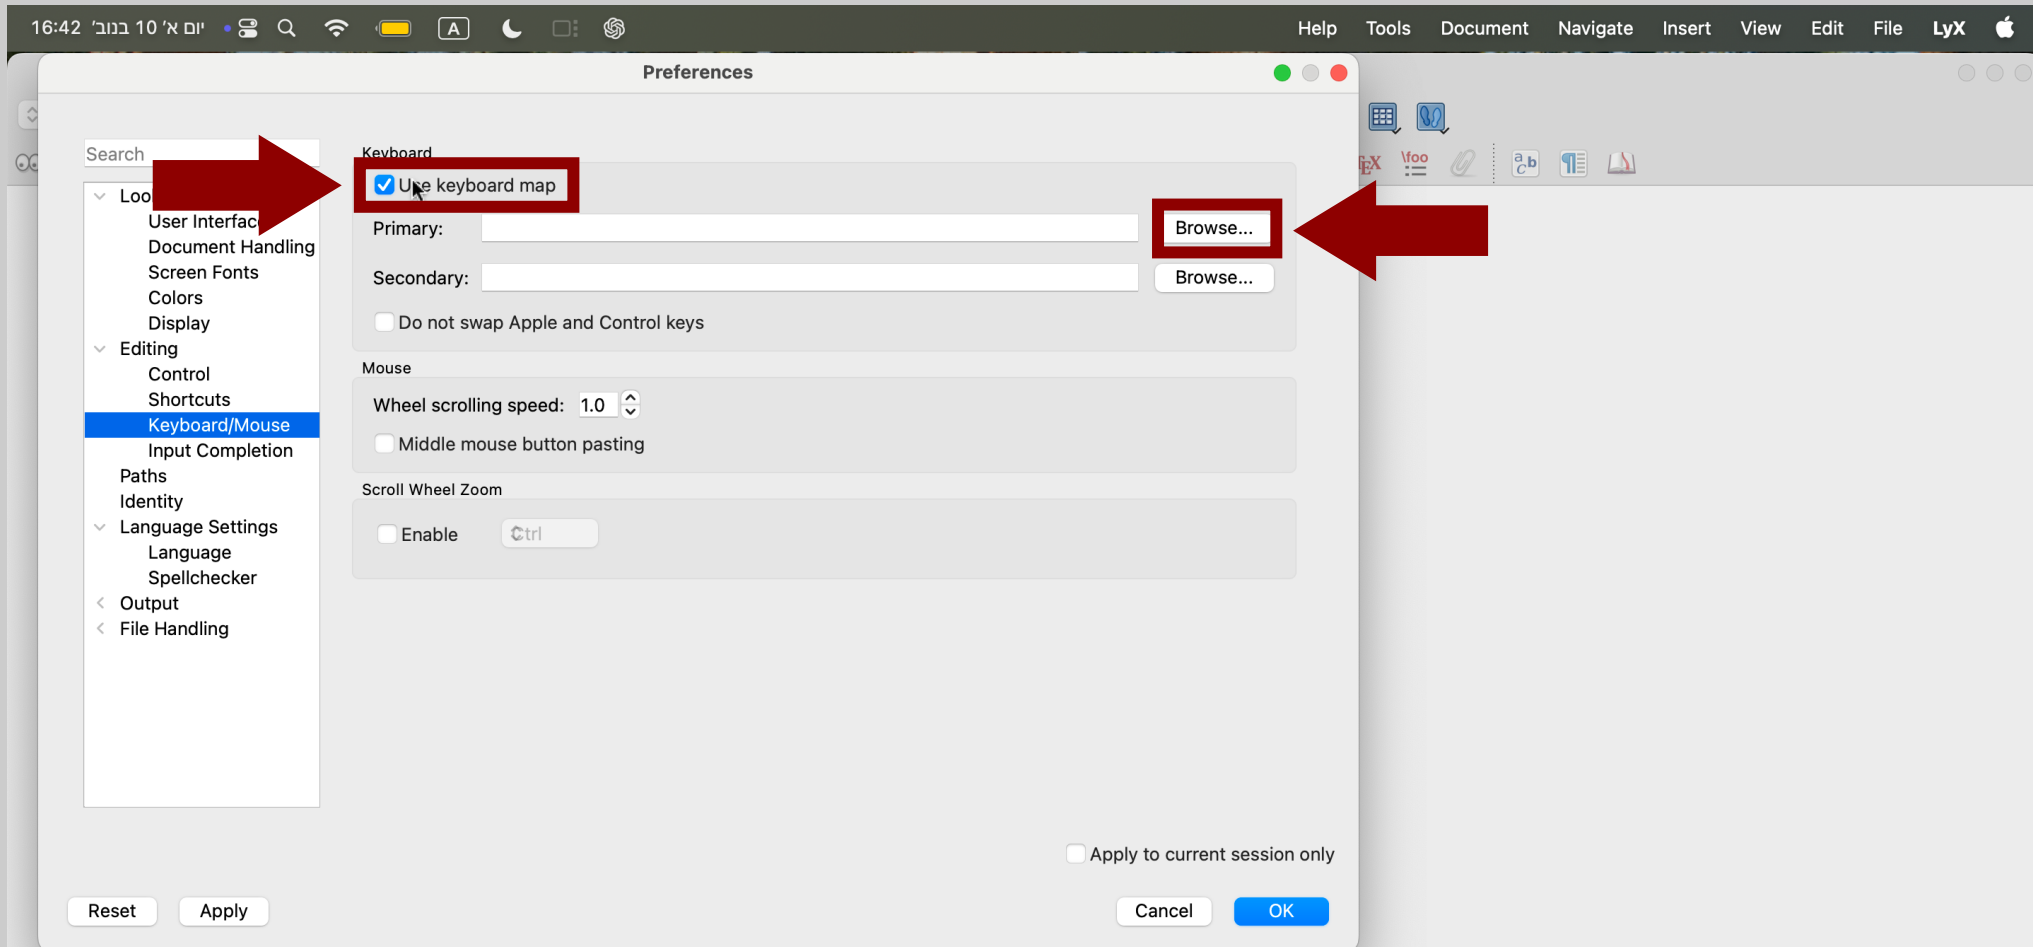 16:42 יום א׳ 10 בנוב׳ A Help Tools Document Navigate Insert View Edit File LyX
Preferences
Search
User Interface
Document Handling
Screen Fonts
Colors
Display
Editing
Control
Shortcuts
Keyboard/Mouse
Input Completion
Paths
Identity
Language Settings
Language
Spellchecker
Output
File Handling
Keyboard
Use keyboard map
Primary: Browse...
Secondary: Browse...
Do not swap Apple and Control keys
Mouse
Wheel scrolling speed: 1.0
Middle mouse button pasting
Scroll Wheel Zoom
Enable Ctrl
\foo
Apply to current session only
Reset Apply Cancel OK